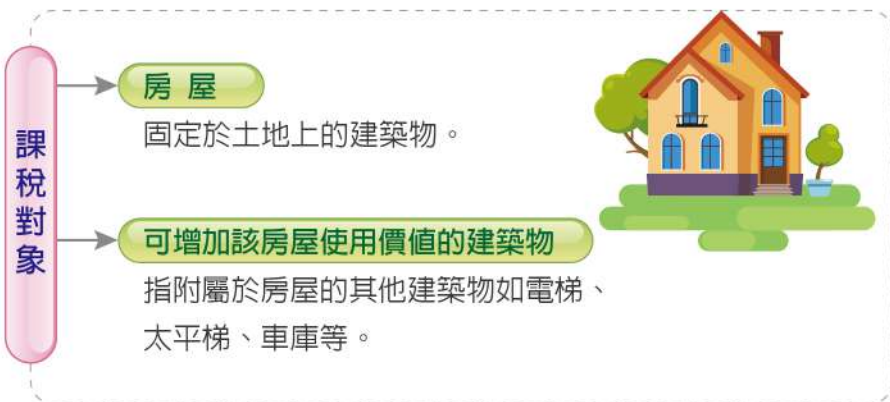 課稅對象
房屋
固定於土地上的建築物。
可增加該房屋使用價值的建築物
指附屬於房屋的其他建築物如電梯、
太平梯、車庫等。